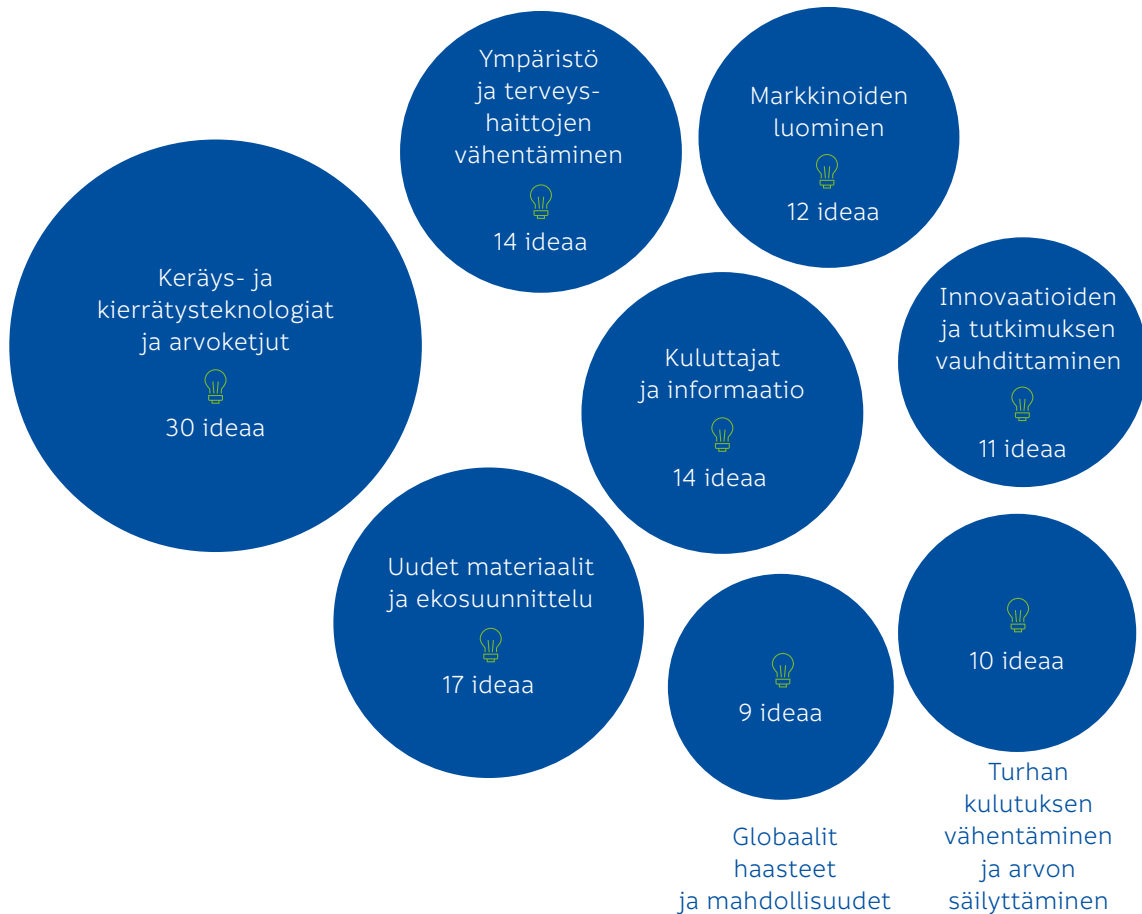 Ympäristö
ja terveys-
haittojen
vähentäminen
14 ideaa
Markkinoiden
luominen
12 ideaa
Keräys- ja
kierrätysteknologiat
ja arvoketjut
30 ideaa
Kuluttajat
ja informaatio
14 ideaa
Innovaatioiden
ja tutkimuksen
vauhdittaminen
11 ideaa
Uudet materiaalit
ja ekosuunnittelu
17 ideaa
9 ideaa
Globaalit
haasteet
ja mahdollisuudet
10 ideaa
Turhan
kulutuksen
vähentäminen
ja arvon
säilyttäminen